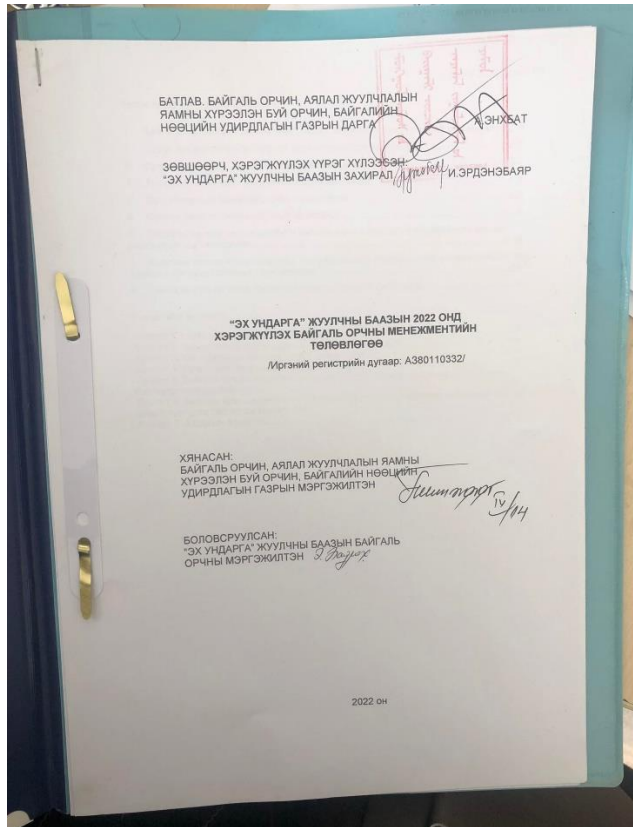 БАТЛАВ. БАЙГАЛЬ ОРЧИН, АЯЛАЛ ЖУУЛЧЛАЛЫН
ЯАМНЫ ХҮРЭЭЛЭН БУЙ ОРЧИН, БАЙГАЛИЙН
НӨӨЦИЙН УДИРДЛАГЫН ГАЗРЫН ДАРГА А.ЭНХБАТ
ЗӨВШӨӨРЧ, ХЭРЭГЖҮҮЛЭХ ҮҮРЭГ ХҮЛЭЭСЭН:
"ЭХ УНДАРГА" ЖУУЛЧНЫ БААЗЫН ЗАХИРАЛ И.ЭРДЭНЭБАЯР
"ЭХ УНДАРГА" ЖУУЛЧНЫ БААЗЫН 2022 ОНД
ХЭРЭГЖҮҮЛЭХ БАЙГАЛЬ ОРЧНЫ МЕНЕЖМЕНТИЙН
ТӨЛӨВЛӨГӨӨ
/Иргэний регистрийн дугаар: А380110332/
ХЯНАСАН:
БАЙГАЛЬ ОРЧИН, АЯЛАЛ ЖУУЛЧЛАЛЫН ЯАМНЫ
ХҮРЭЭЛЭН БУЙ ОРЧИН, БАЙГАЛИЙН НӨӨЦИЙН
УДИРДЛАГЫН ГАЗРЫН МЭРГЭЖИЛТЭН
IV/04
БОЛОВСРУУЛСАН:
"ЭХ УНДАРГА" ЖУУЛЧНЫ БААЗЫН БАЙГАЛЬ
ОРЧНЫ МЭРГЭЖИЛТЭН
2022 он